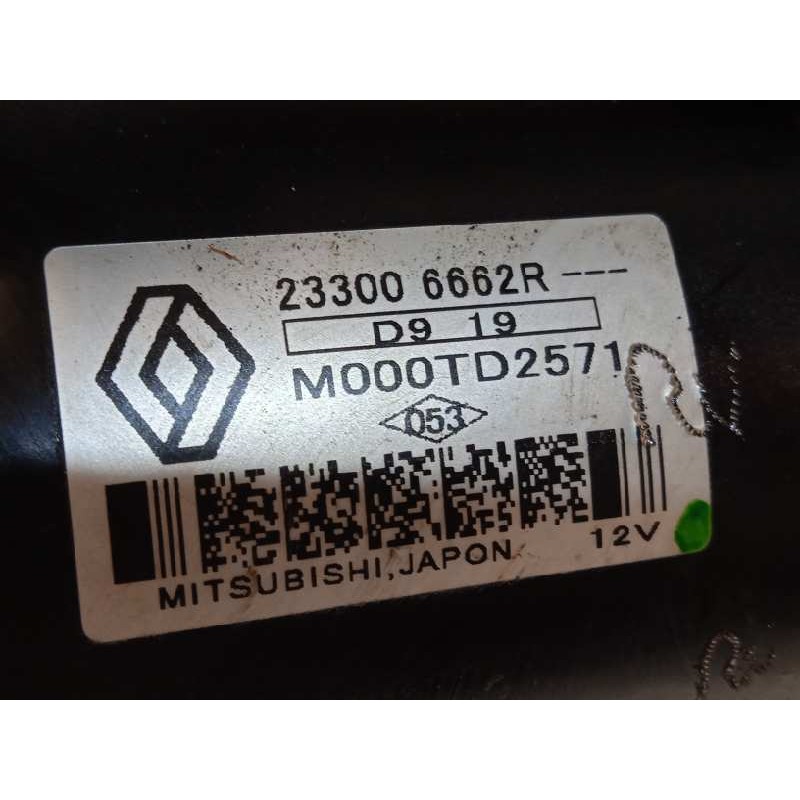 23300 6662R ---
D9 19
M000TD2571
053
12V
MITSUBISHI, JAPON